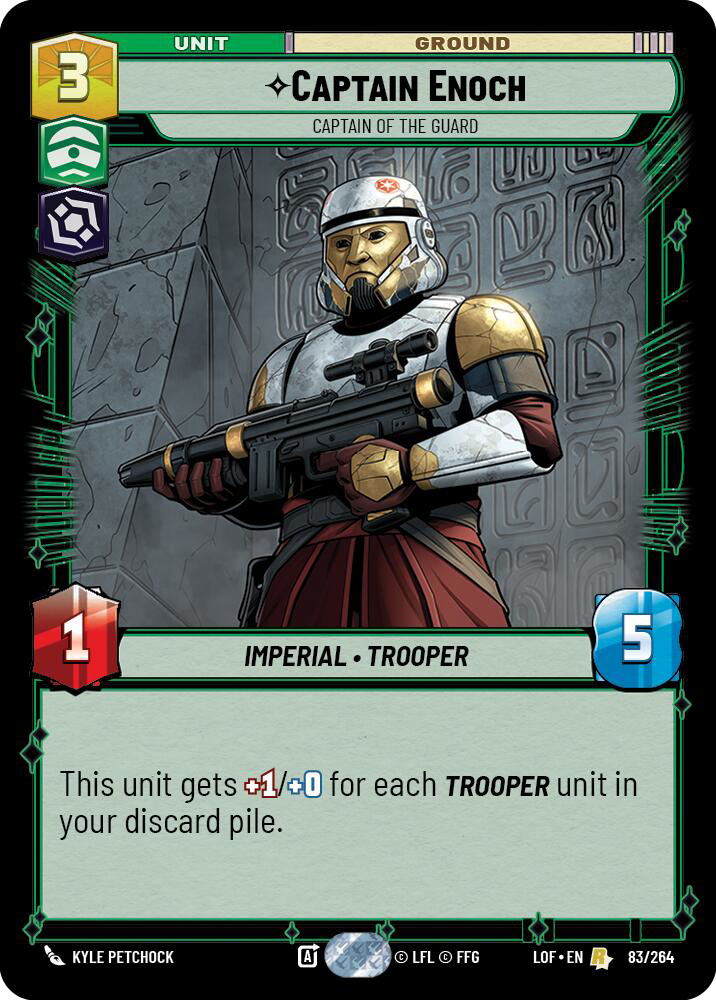 UNIT
GROUND
3
✧CAPTAIN ENOCH
CAPTAIN OF THE GUARD
1
IMPERIAL • TROOPER
5
This unit gets +1/+0 for each TROOPER unit in
your discard pile.
KYLE PETCHOCK
A
© LFL © FFG
LOF • EN
R
83/264